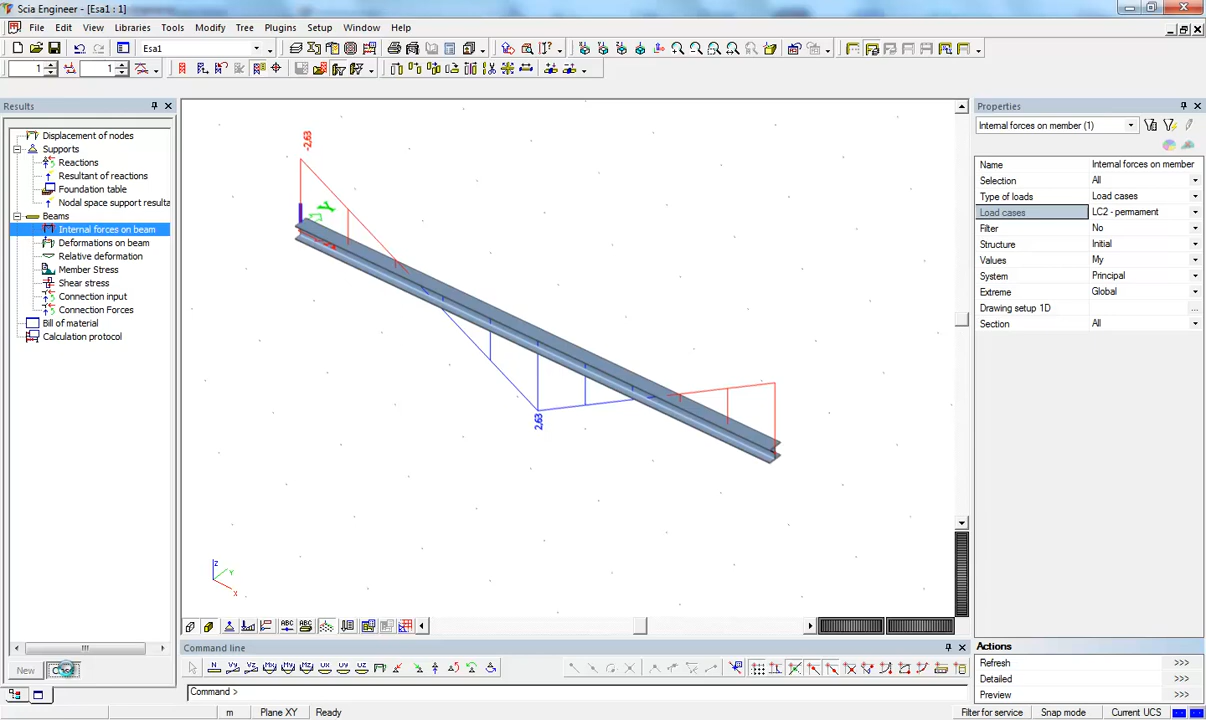 Scia Engineer - [Esa1 : 1]
File Edit View Libraries Tools Modify Tree Plugins Setup Window Help
Esa1
1 1
Results
Displacement of nodes
Supports
Reactions
Resultant of reactions
Foundation table
Nodal space support resulta
Beams
Internal forces on beam
Deformations on beam
Relative deformation
Member Stress
Shear stress
Connection input
Connection Forces
Bill of material
Calculation protocol
New
-2,63
Y
2,63
Z
Y
X
Properties
Internal forces on member (1)
Name Internal forces on member
Selection All
Type of loads Load cases
Load cases LC2 - permament
Filter No
Structure Initial
Values My
System Principal
Extreme Global
Drawing setup 1D ...
Section All
Actions
Refresh >>>
Detailed >>>
Preview >>>
Command line
Command >
m Plane XY Ready Filter for service Snap mode Current UCS